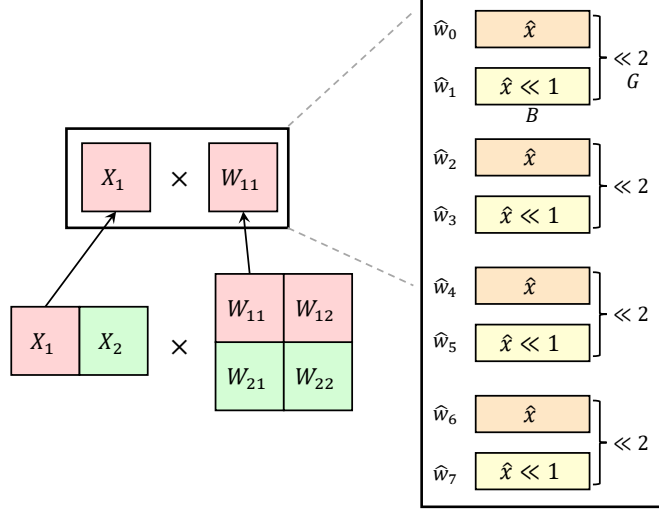 X₁ × W₁₁
X₁ X₂ × W₁₁ W₁₂
W₂₁ W₂₂
ŵ₀ x̂
ŵ₁ x̂ ≪ 1
≪ 2
G
B
ŵ₂ x̂
ŵ₃ x̂ ≪ 1
≪ 2
ŵ₄ x̂
ŵ₅ x̂ ≪ 1
≪ 2
ŵ₆ x̂
ŵ₇ x̂ ≪ 1
≪ 2